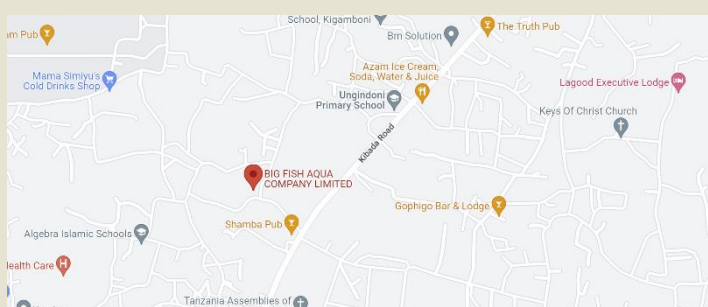 School, Kigamboni
The Truth Pub
am Pub
Bm Solution
Azam Ice Cream,
Soda, Water & Juice
Mama Simiyu's
Cold Drinks Shop
Lagood Executive Lodge
Ungindoni
Primary School
Keys Of Christ Church
Kibada Road
BIG FISH AQUA
COMPANY LIMITED
Gophigo Bar & Lodge
Shamba Pub
Algebra Islamic Schools
Health Care
Tanzania Assemblies of